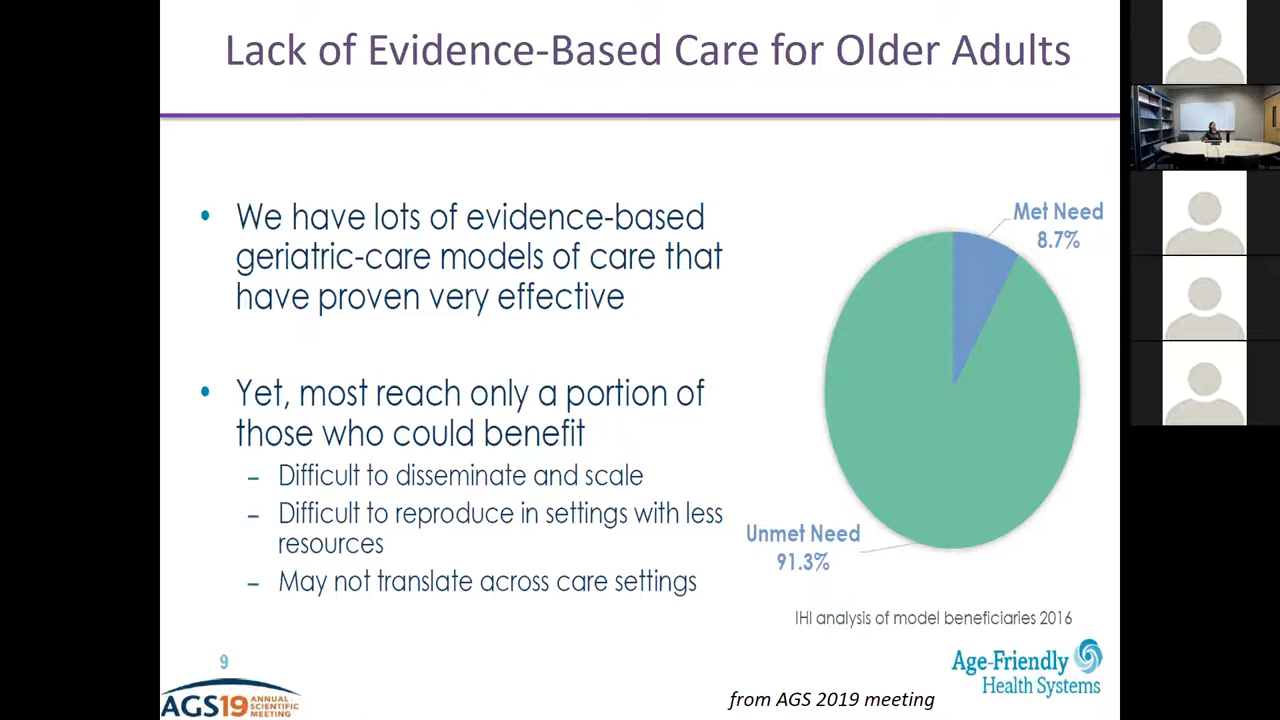 Lack of Evidence-Based Care for Older Adults
• We have lots of evidence-based
geriatric-care models of care that
have proven very effective
• Yet, most reach only a portion of
those who could benefit
– Difficult to disseminate and scale
– Difficult to reproduce in settings with less
resources
– May not translate across care settings
Met Need
8.7%
Unmet Need
91.3%
IHI analysis of model beneficiaries 2016
9
AGS19 ANNUAL
SCIENTIFIC
MEETING
from AGS 2019 meeting
Age-Friendly
Health Systems